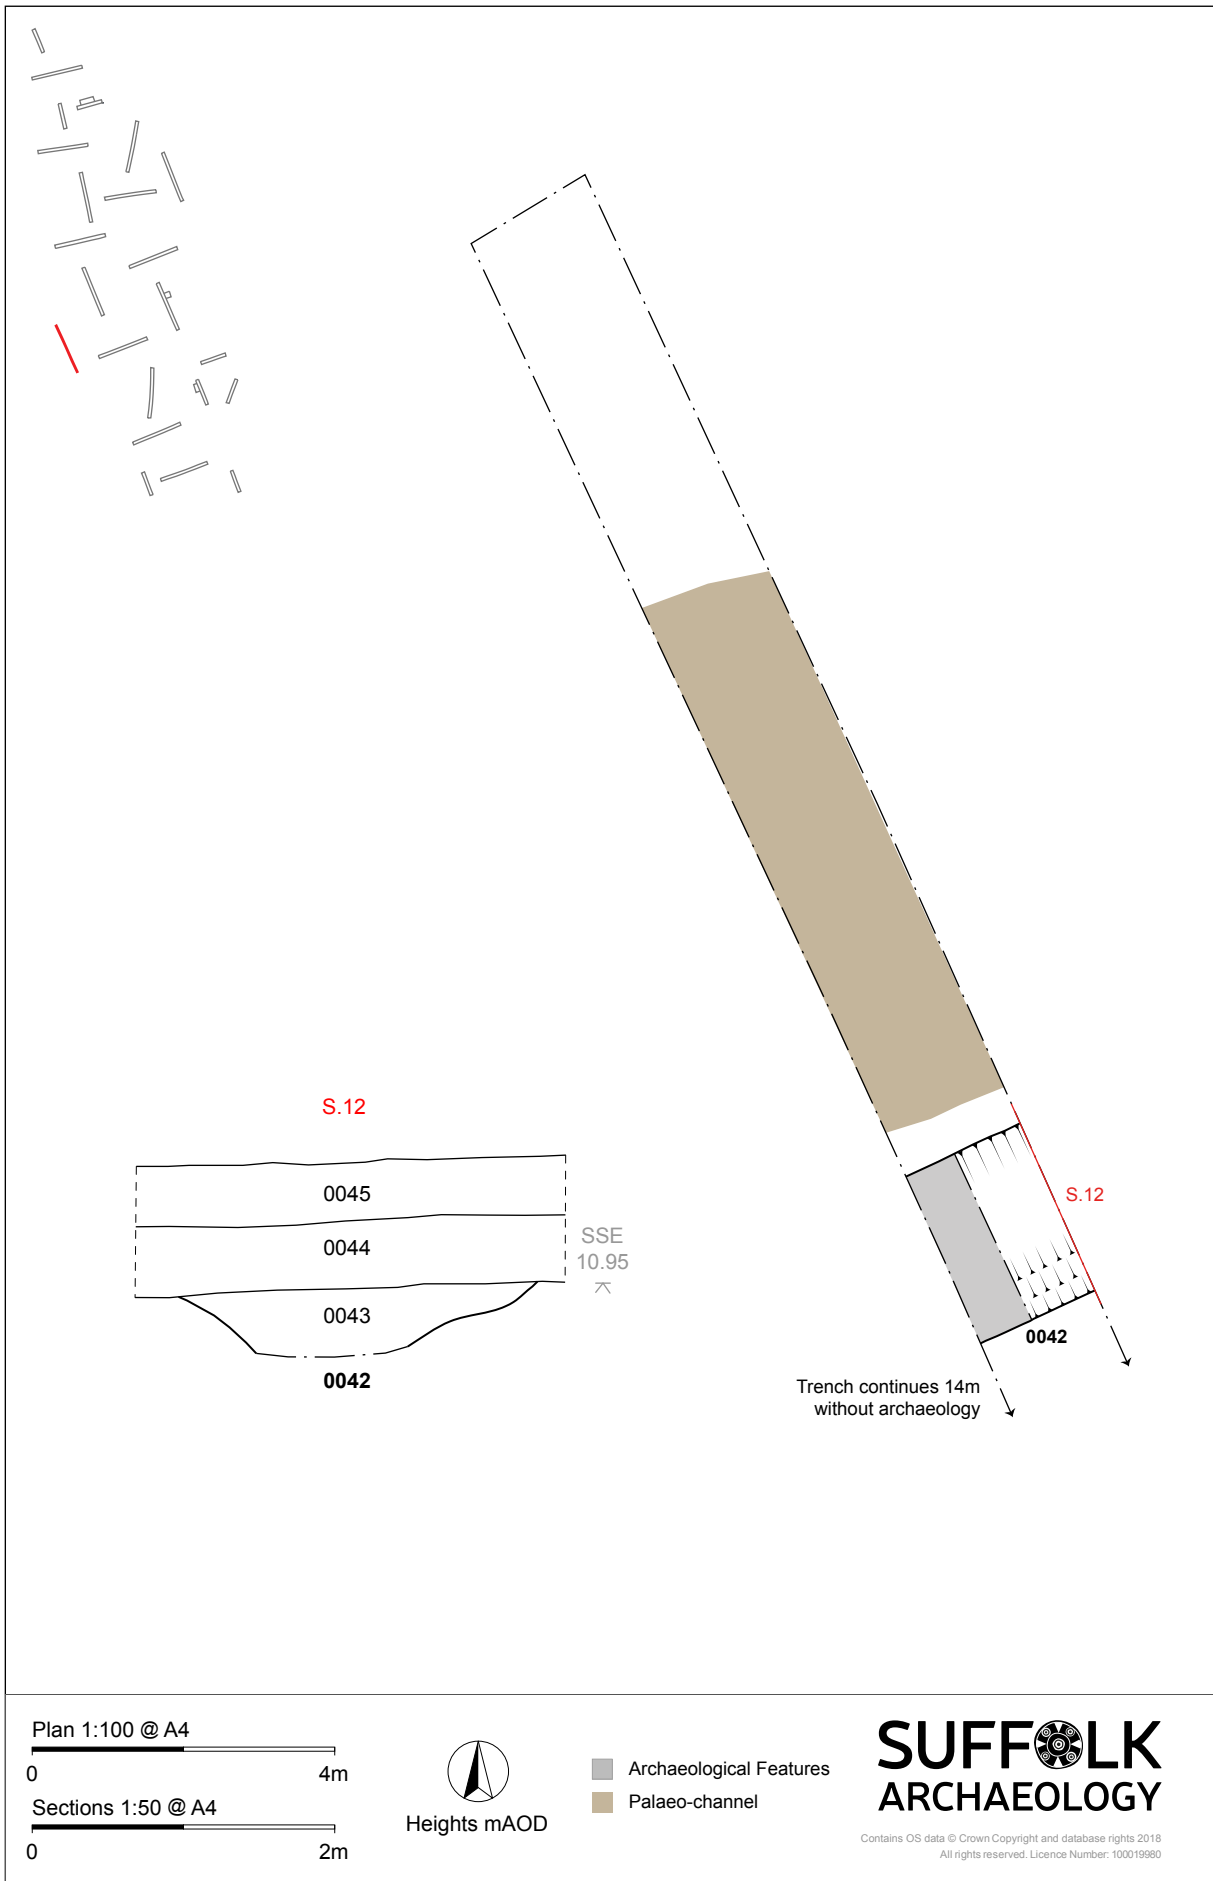 S.12
0045
0044
SSE
10.95
0043
0042
S.12
0042
Trench continues 14m
without archaeology
Plan 1:100 @ A4
0 4m
Sections 1:50 @ A4
0 2m
Heights mAOD
Archaeological Features
Palaeo-channel
SUFFOLK
ARCHAEOLOGY
Contains OS data © Crown Copyright and database rights 2018
All rights reserved. Licence Number: 100019980